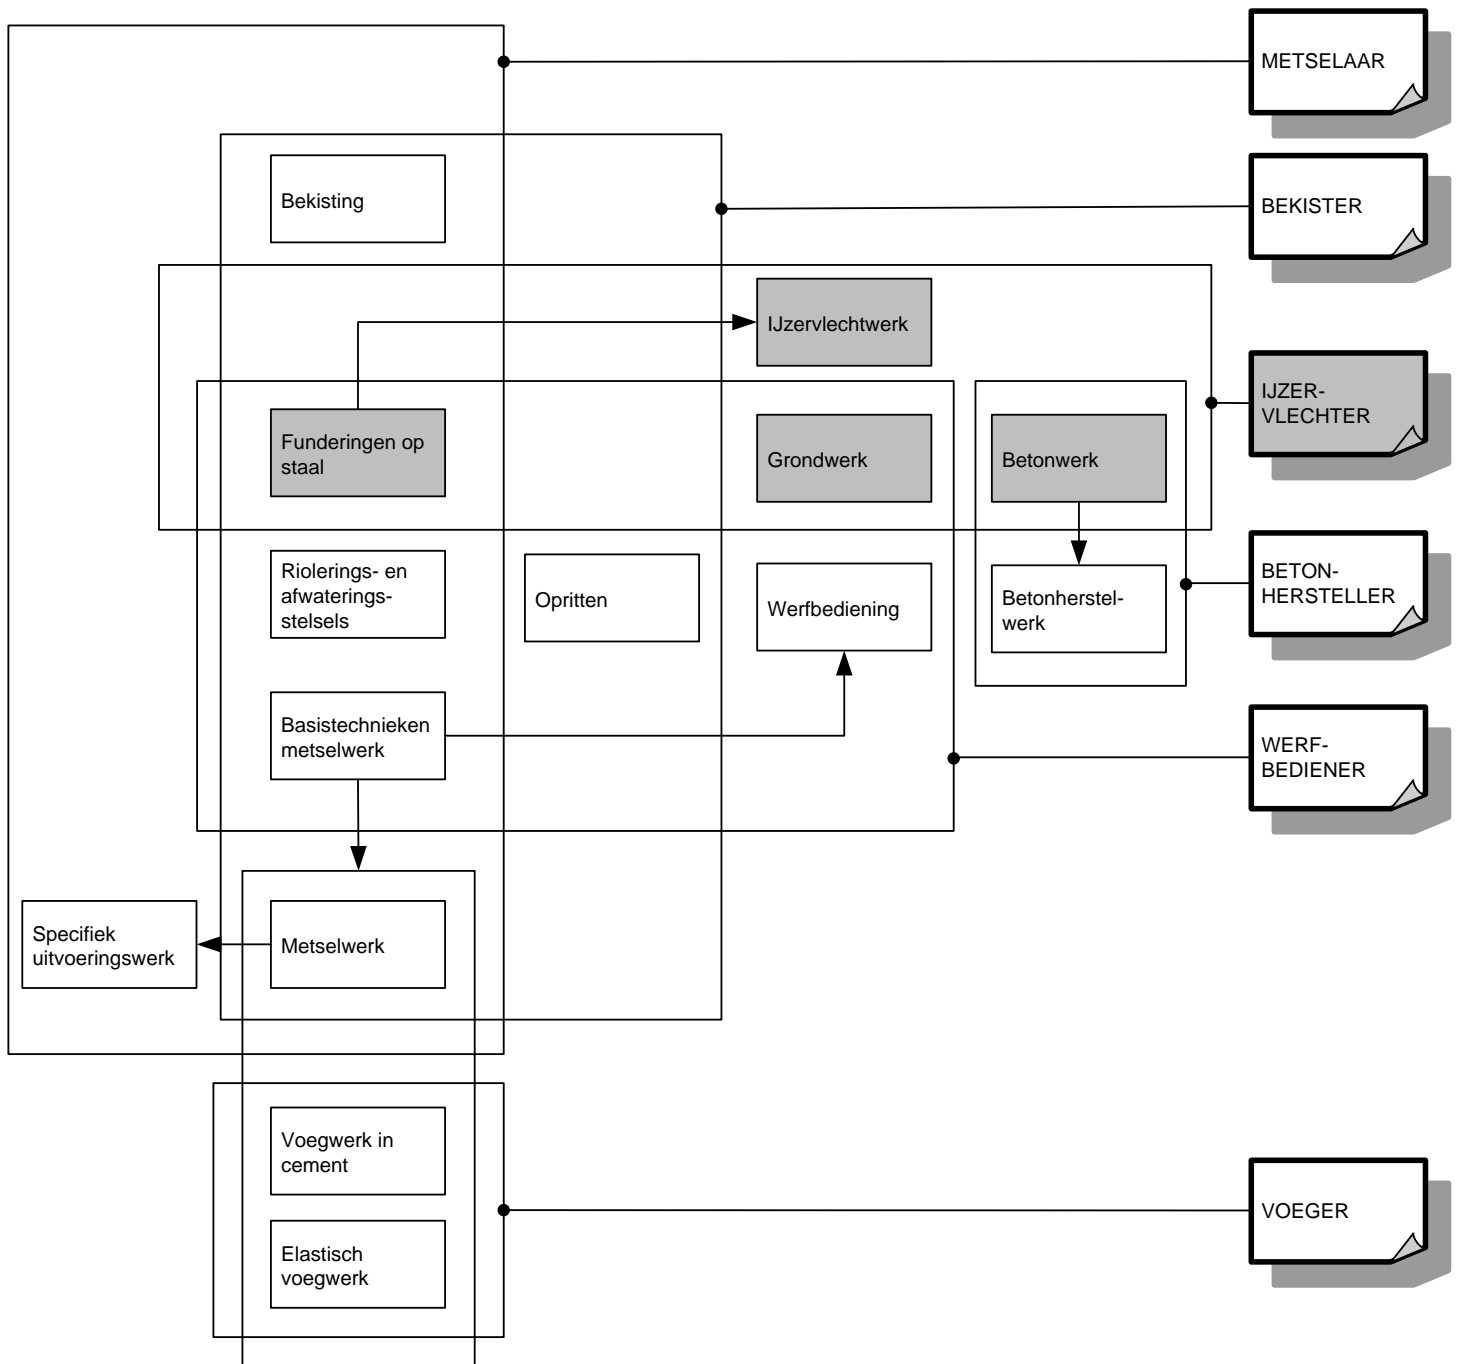 METSELAAR
Bekisting
BEKISTER
IJzervlechtwerk
IJZER-
VLECHTER
Funderingen op
staal
Grondwerk
Betonwerk
Riolerings- en
afwaterings-
stelsels
Opritten
Werfbediening
Betonherstel-
werk
BETON-
HERSTELLER
Basistechnieken
metselwerk
WERF-
BEDIENER
Specifiek
uitvoeringswerk
Metselwerk
Voegwerk in
cement
VOEGER
Elastisch
voegwerk